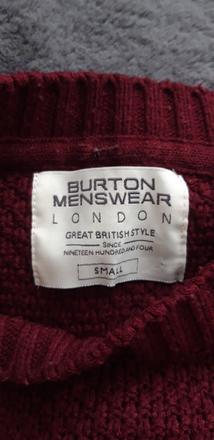 BURTON
MENSWEAR
LONDON
GREAT BRITISH STYLE
SINCE
NINETEEN HUNDRED AND FOUR
SMALL